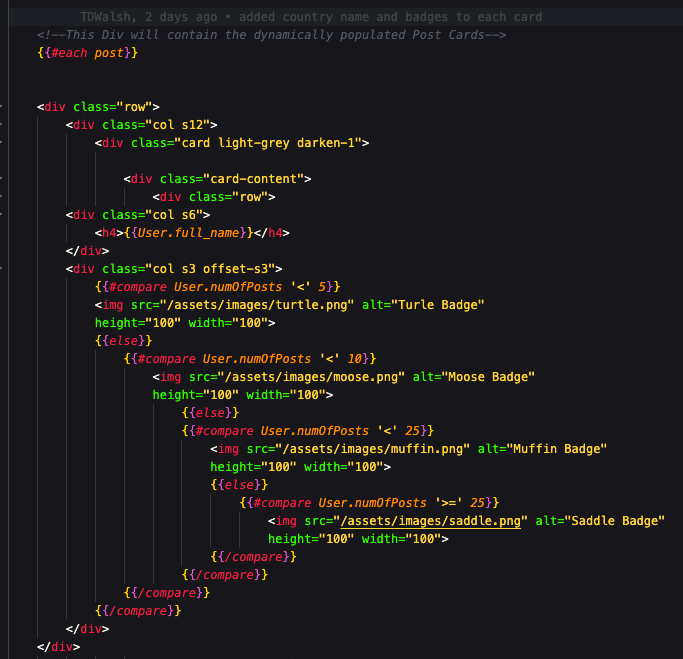 TDWalsh, 2 days ago • added country name and badges to each card
<!--This Div will contain the dynamically populated Post Cards-->
{{#each post}}
<div class="row">
<div class="col s12">
<div class="card light-grey darken-1">
<div class="card-content">
<div class="row">
<div class="col s6">
<h4>{{User.full_name}}</h4>
</div>
<div class="col s3 offset-s3">
{{#compare User.numOfPosts '<' 5}}
<img src="/assets/images/turtle.png" alt="Turle Badge"
height="100" width="100">
{{else}}
{{#compare User.numOfPosts '<' 10}}
<img src="/assets/images/moose.png" alt="Moose Badge"
height="100" width="100">
{{else}}
{{#compare User.numOfPosts '<' 25}}
<img src="/assets/images/muffin.png" alt="Muffin Badge"
height="100" width="100">
{{else}}
{{#compare User.numOfPosts '>=' 25}}
<img src="/assets/images/saddle.png" alt="Saddle Badge"
height="100" width="100">
{{/compare}}
{{/compare}}
{{/compare}}
{{/compare}}
</div>
</div>